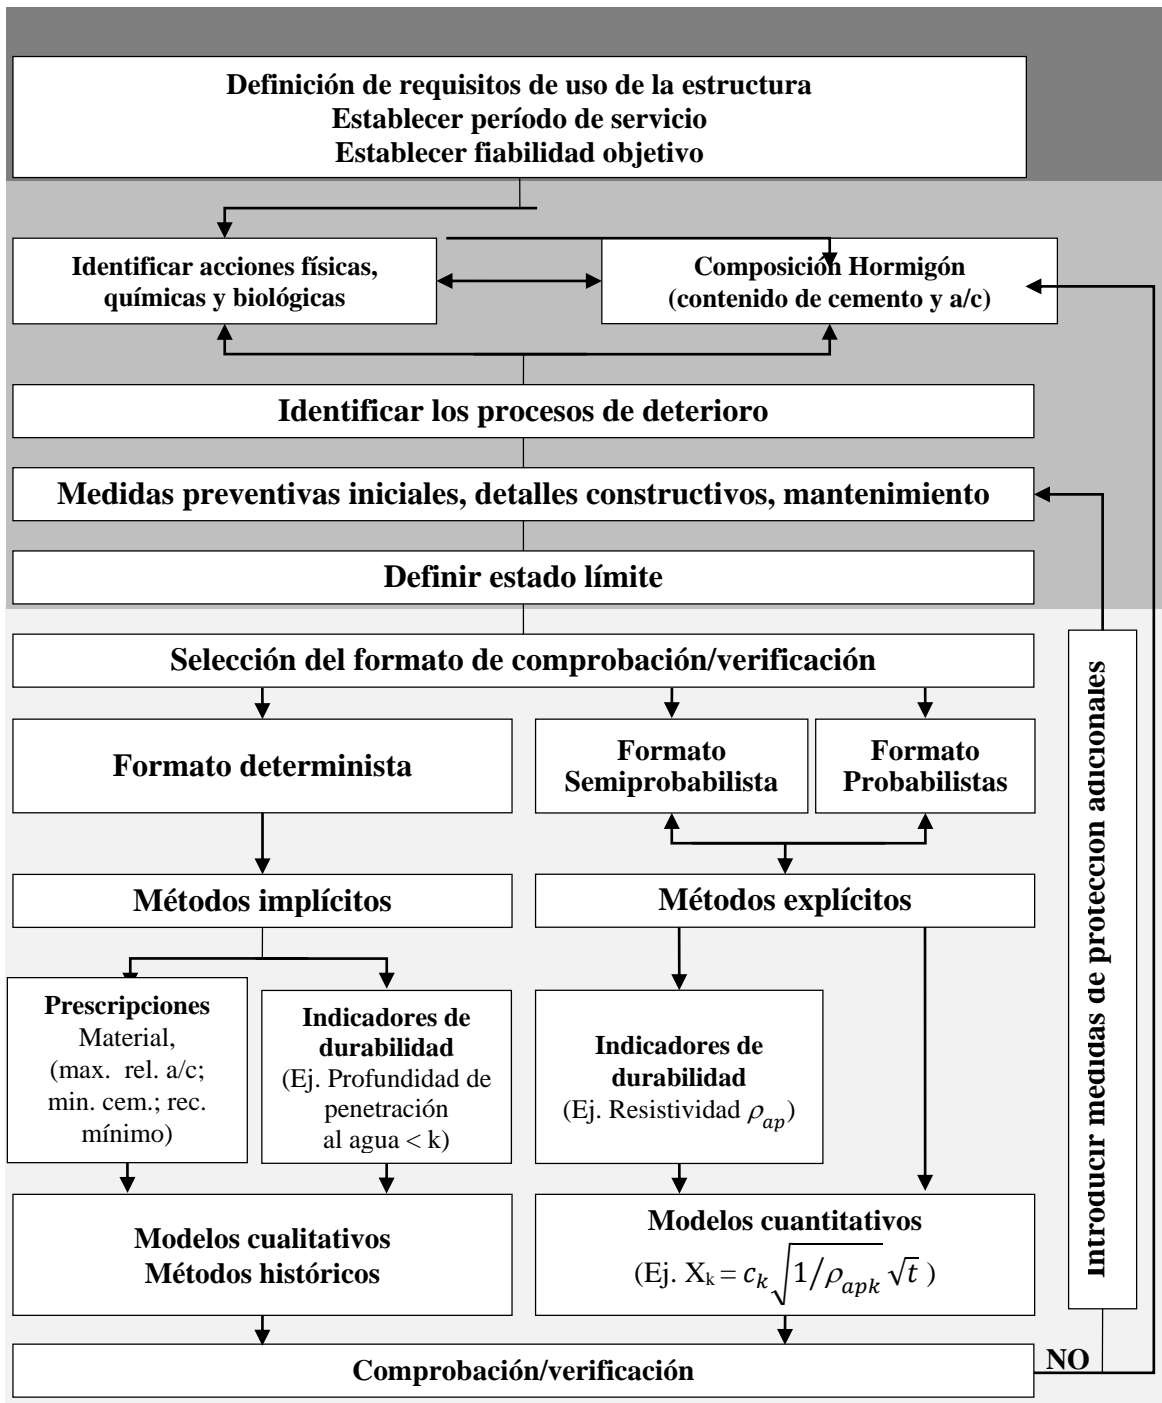 Definición de requisitos de uso de la estructura
Establecer período de servicio
Establecer fiabilidad objetivo
Identificar acciones físicas,
químicas y biológicas
Composición Hormigón
(contenido de cemento y a/c)
Identificar los procesos de deterioro
Medidas preventivas iniciales, detalles constructivos, mantenimiento
Definir estado límite
Selección del formato de comprobación/verificación
Formato determinista
Formato
Semiprobabilista
Formato
Probabilistas
Métodos implícitos
Métodos explícitos
Prescripciones
Material,
(max. rel. a/c;
min. cem.; rec.
mínimo)
Indicadores de
durabilidad
(Ej. Profundidad de
penetración
al agua < k)
Indicadores de
durabilidad
(Ej. Resistividad ρ_ap)
Modelos cualitativos
Métodos históricos
Modelos cuantitativos
(Ej. X_k = c_k √(1/ρ_apk) √t )
Comprobación/verificación
NO
Introducir medidas de proteccion adicionales